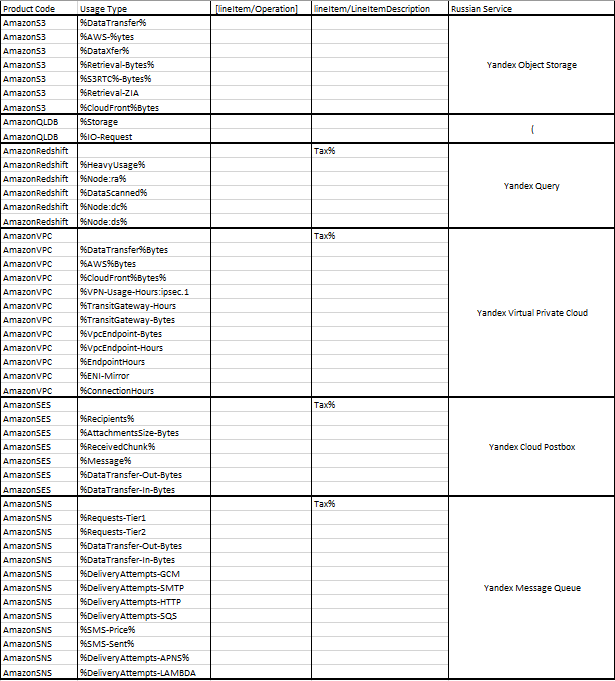 Product Code Usage Type [lineItem/Operation] lineItem/LineItemDescription Russian Service
AmazonS3 %DataTransfer%
AmazonS3 %AWS-%ytes
AmazonS3 %DataXfer%
AmazonS3 %Retrieval-Bytes% Yandex Object Storage
AmazonS3 %S3RTC%-Bytes%
AmazonS3 %Retrieval-ZIA
AmazonS3 %CloudFront%Bytes
AmazonQLDB %Storage (
AmazonQLDB %IO-Request
AmazonRedshift Tax%
AmazonRedshift %HeavyUsage%
AmazonRedshift %Node:ra% Yandex Query
AmazonRedshift %DataScanned%
AmazonRedshift %Node:dc%
AmazonRedshift %Node:ds%
AmazonVPC Tax%
AmazonVPC %DataTransfer%Bytes
AmazonVPC %AWS%Bytes
AmazonVPC %CloudFront%Bytes%
AmazonVPC %VPN-Usage-Hours:ipsec.1
AmazonVPC %TransitGateway-Hours Yandex Virtual Private Cloud
AmazonVPC %TransitGateway-Bytes
AmazonVPC %VpcEndpoint-Bytes
AmazonVPC %VpcEndpoint-Hours
AmazonVPC %EndpointHours
AmazonVPC %ENI-Mirror
AmazonVPC %ConnectionHours
AmazonSES Tax%
AmazonSES %Recipients%
AmazonSES %AttachmentsSize-Bytes
AmazonSES %ReceivedChunk% Yandex Cloud Postbox
AmazonSES %Message%
AmazonSES %DataTransfer-Out-Bytes
AmazonSES %DataTransfer-In-Bytes
AmazonSNS Tax%
AmazonSNS %Requests-Tier1
AmazonSNS %Requests-Tier2
AmazonSNS %DataTransfer-Out-Bytes
AmazonSNS %DataTransfer-In-Bytes
AmazonSNS %DeliveryAttempts-GCM
AmazonSNS %DeliveryAttempts-SMTP Yandex Message Queue
AmazonSNS %DeliveryAttempts-HTTP
AmazonSNS %DeliveryAttempts-SQS
AmazonSNS %SMS-Price%
AmazonSNS %SMS-Sent%
AmazonSNS %DeliveryAttempts-APNS%
AmazonSNS %DeliveryAttempts-LAMBDA